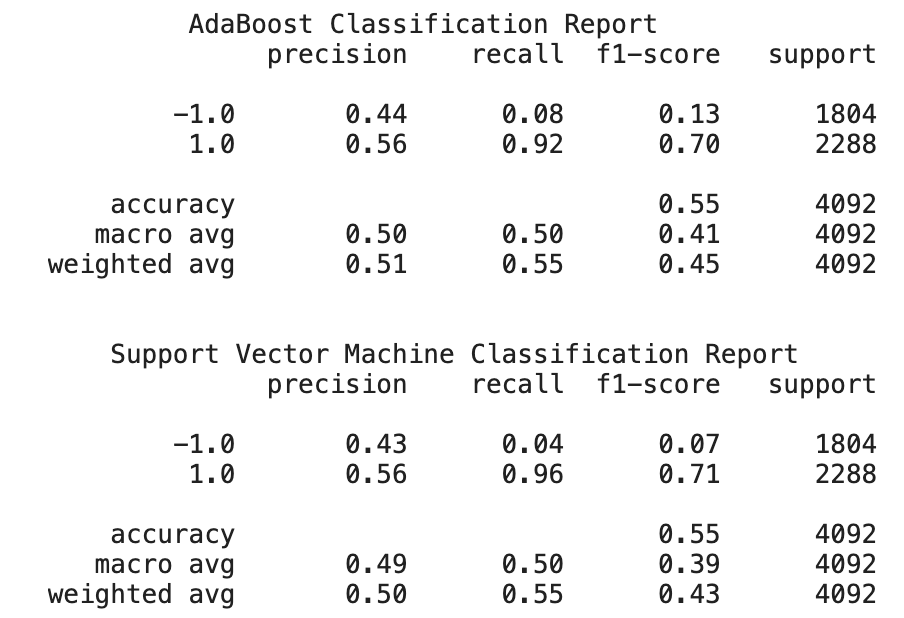 AdaBoost Classification Report
precision recall f1-score support
-1.0 0.44 0.08 0.13 1804
1.0 0.56 0.92 0.70 2288
accuracy 0.55 4092
macro avg 0.50 0.50 0.41 4092
weighted avg 0.51 0.55 0.45 4092
Support Vector Machine Classification Report
precision recall f1-score support
-1.0 0.43 0.04 0.07 1804
1.0 0.56 0.96 0.71 2288
accuracy 0.55 4092
macro avg 0.49 0.50 0.39 4092
weighted avg 0.50 0.55 0.43 4092